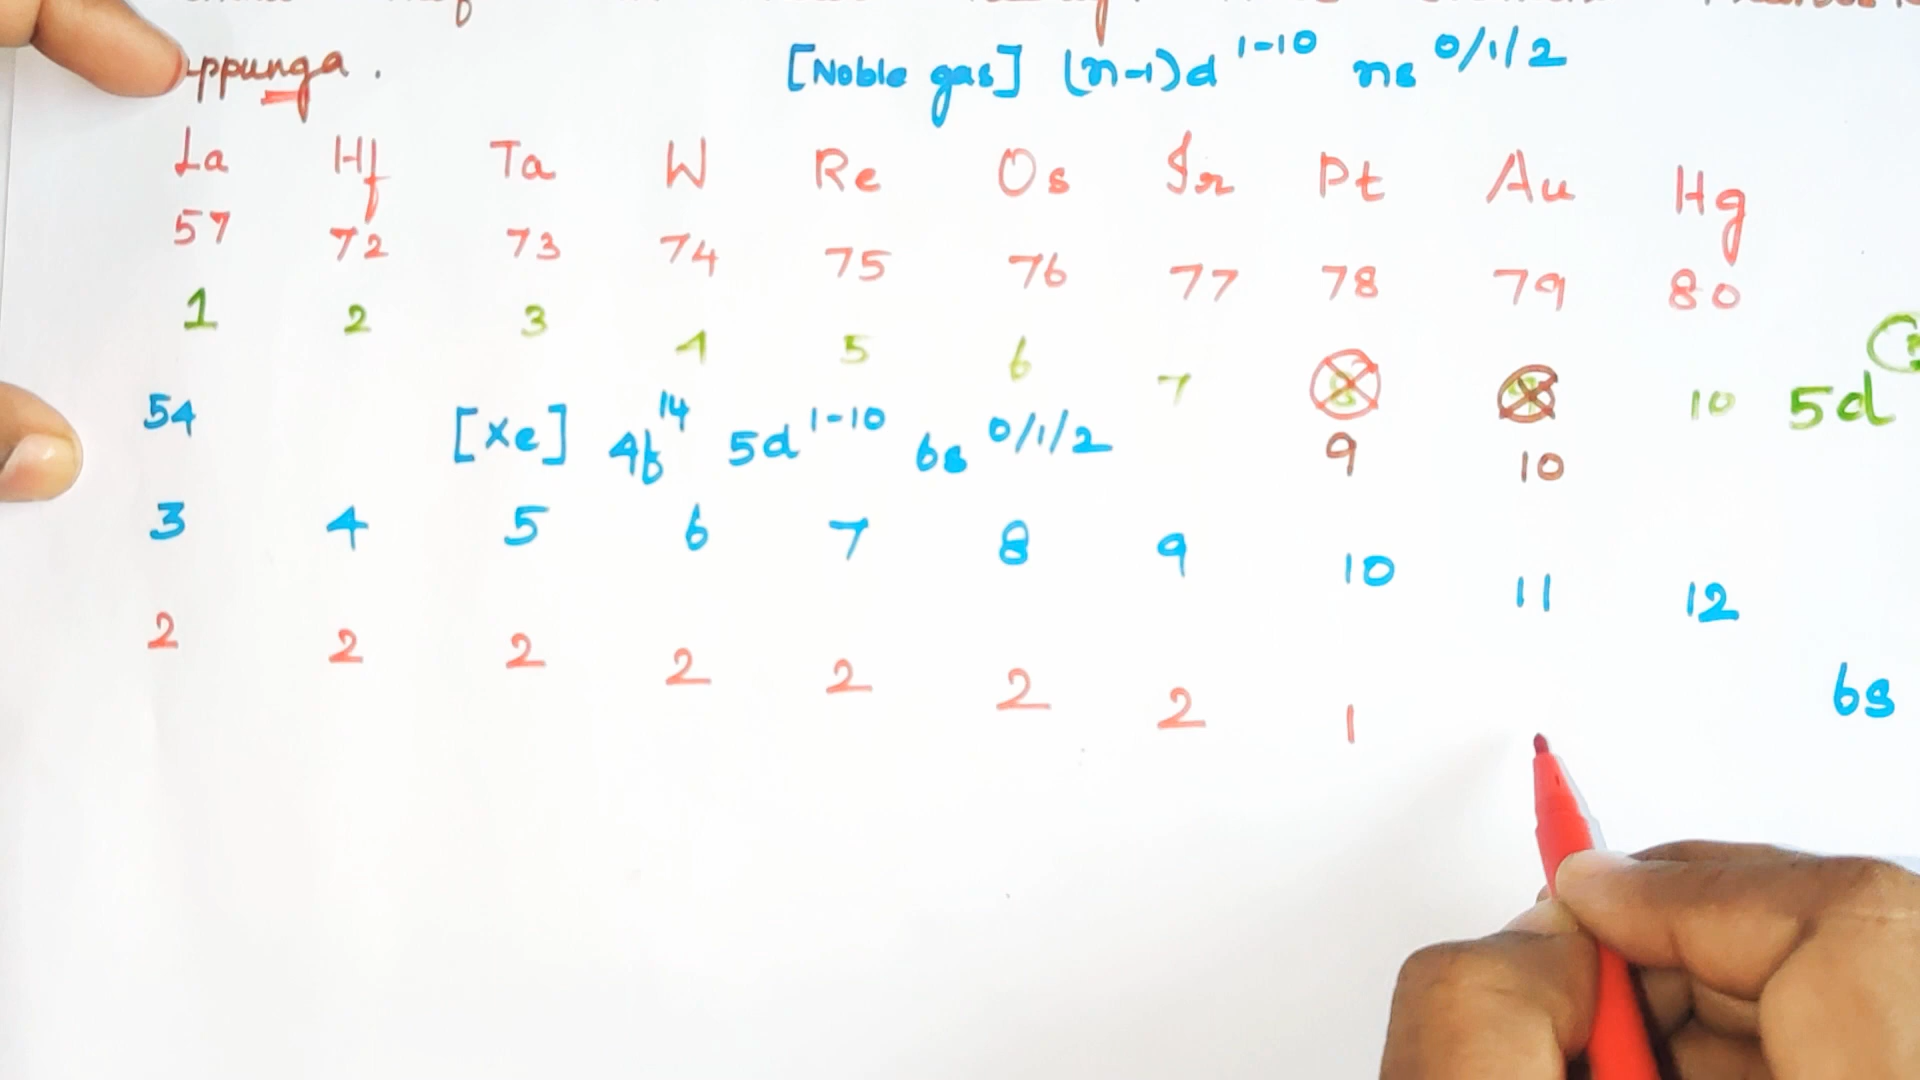 ppunga .
[Noble gas] (n-1)d 1-10 ns 0/1/2
La Hf Ta W Re Os Ir Pt Au Hg
57 72 73 74 75 76 77 78 79 80
1 2 3 4 5 6 7 10 5d
54 [Xe] 4f 14 5d 1-10 6s 0/1/2 9 10
3 4 5 6 7 8 9 10 11 12
2 2 2 2 2 2 2 1 6s